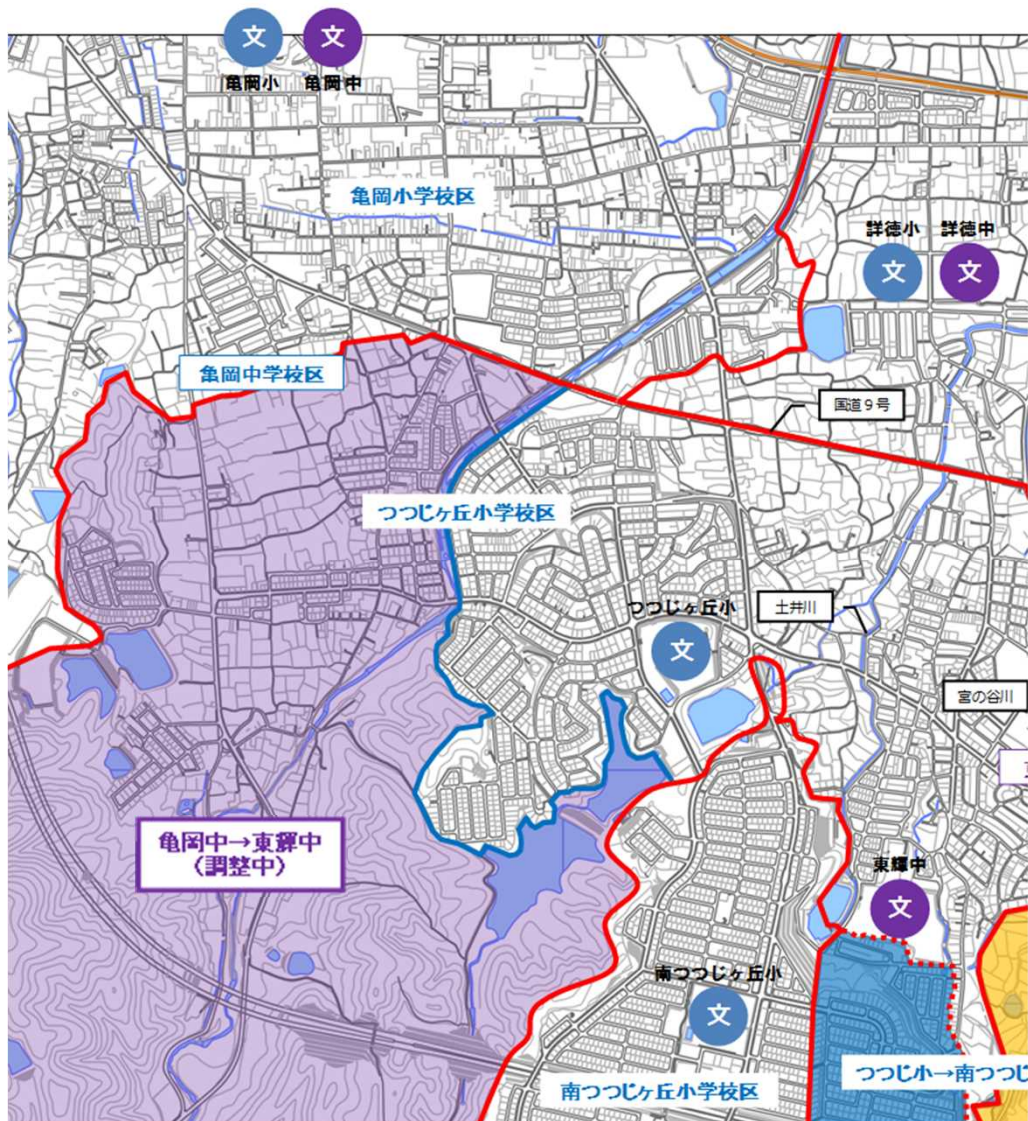 文
文
亀岡小
亀岡中
亀岡小学校区
詳徳小
詳徳中
文
文
亀岡中学校区
国道9号
つつじヶ丘小学校区
つつじヶ丘小
土井川
文
宮の谷川
亀岡中→東輝中
(調整中)
東輝中
文
南つつじヶ丘小
文
つつじ小→南つつじ
南つつじヶ丘小学校区